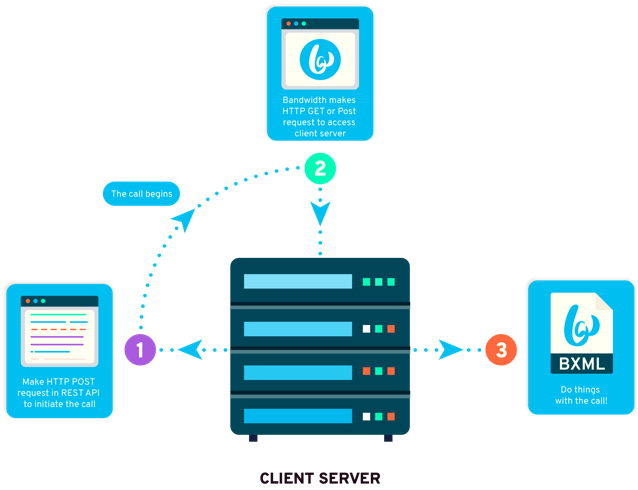 Bandwidth makes
HTTP GET or Post
request to access
client server
2
The call begins
1
Make HTTP POST
request in REST API
to initiate the call
3
BXML
Do things
with the call!
CLIENT SERVER